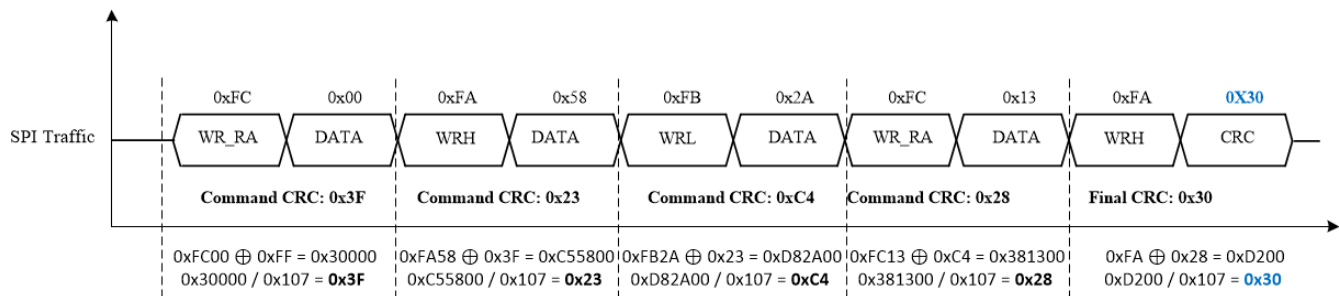 0xFC 0x00 0xFA 0x58 0xFB 0x2A 0xFC 0x13 0xFA 0X30
SPI Traffic WR_RA DATA WRH DATA WRL DATA WR_RA DATA WRH CRC
Command CRC: 0x3F Command CRC: 0x23 Command CRC: 0xC4 Command CRC: 0x28 Final CRC: 0x30
0xFC00 ⊕ 0xFF = 0x30000 0xFA58 ⊕ 0x3F = 0xC55800 0xFB2A ⊕ 0x23 = 0xD82A00 0xFC13 ⊕ 0xC4 = 0x381300 0xFA ⊕ 0x28 = 0xD200
0x30000 / 0x107 = 0x3F 0xC55800 / 0x107 = 0x23 0xD82A00 / 0x107 = 0xC4 0x381300 / 0x107 = 0x28 0xD200 / 0x107 = 0x30